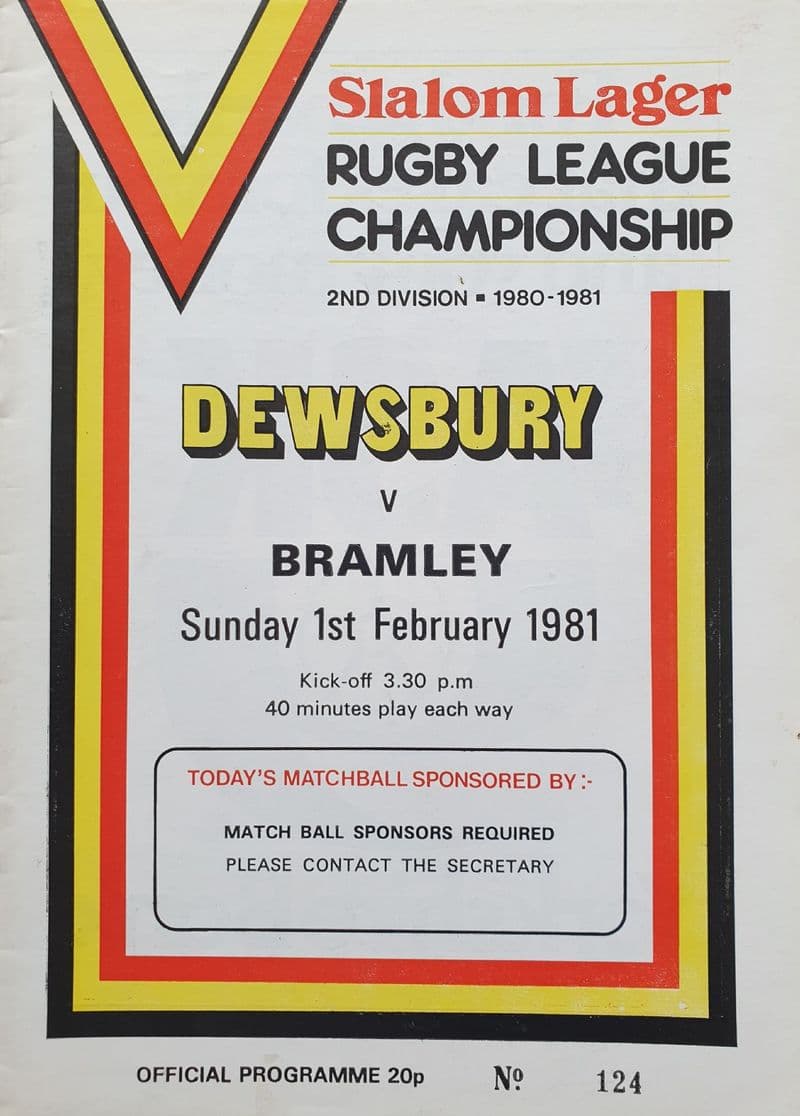 Slalom Lager
RUGBY LEAGUE
CHAMPIONSHIP
2ND DIVISION ▪ 1980-1981
DEWSBURY
V
BRAMLEY
Sunday 1st February 1981
Kick-off 3.30 p.m
40 minutes play each way
TODAY'S MATCHBALL SPONSORED BY:-
MATCH BALL SPONSORS REQUIRED
PLEASE CONTACT THE SECRETARY
OFFICIAL PROGRAMME 20p Nº 124